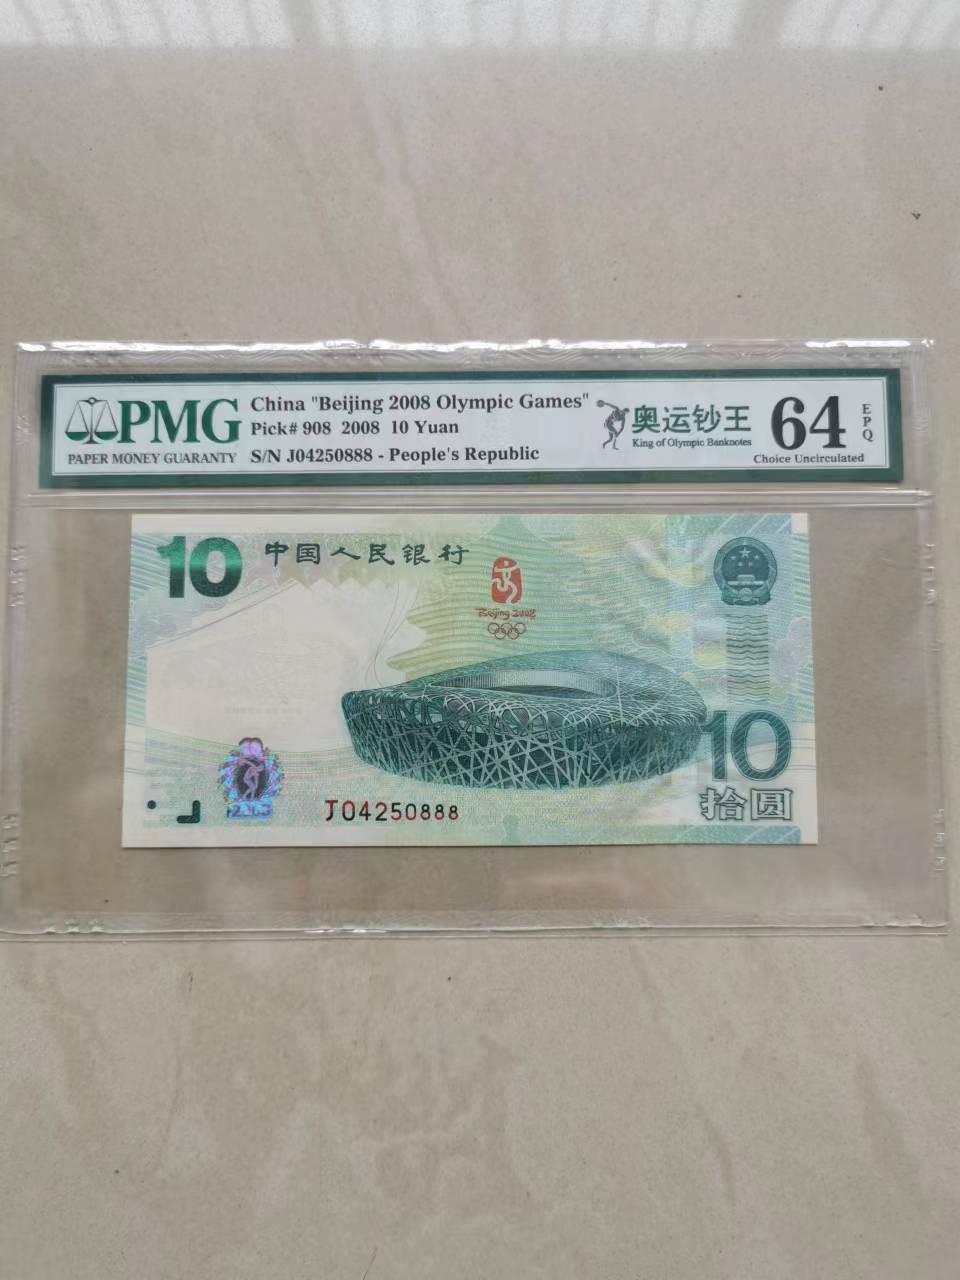 PMG
PAPER MONEY GUARANTY
China "Beijing 2008 Olympic Games"
Pick# 908 2008 10 Yuan
S/N J04250888 - People's Republic
奥运钞王
King of Olympic Banknotes
64
EPQ
Choice Uncirculated
10
中国人民银行
Beijing 2008
10
拾圆
2008
J04250888